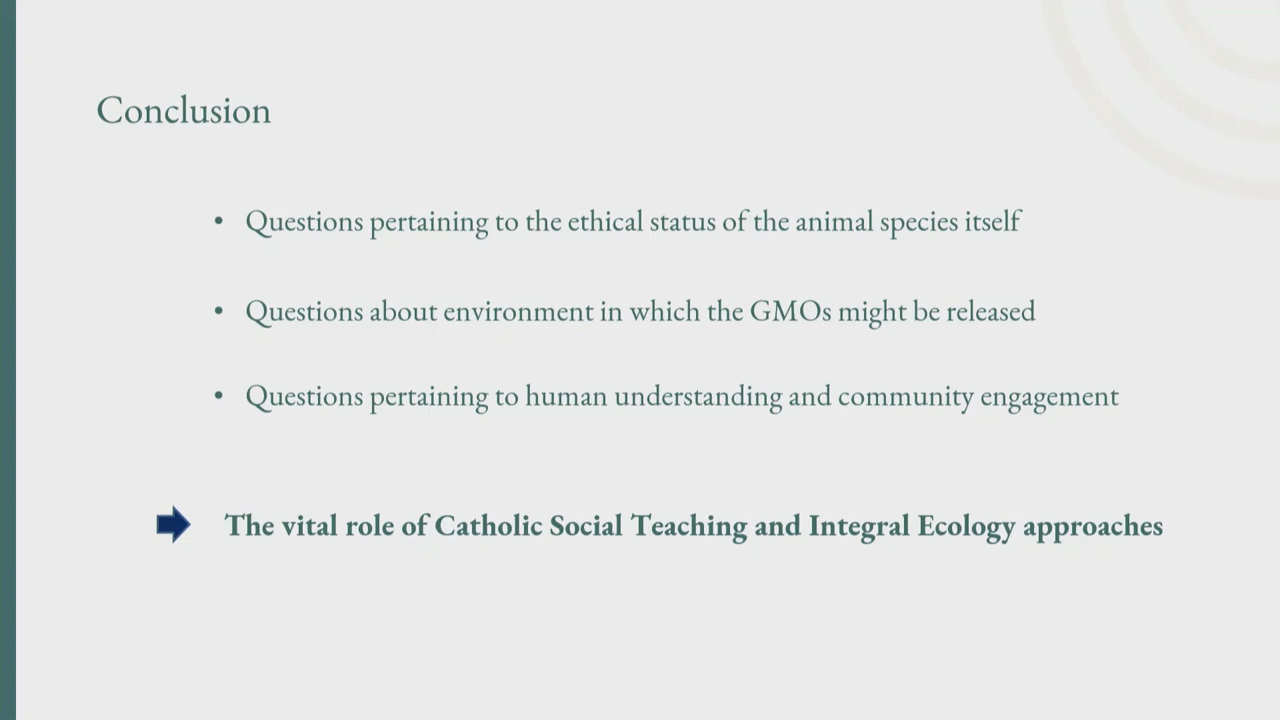 Conclusion
• Questions pertaining to the ethical status of the animal species itself
• Questions about environment in which the GMOs might be released
• Questions pertaining to human understanding and community engagement
The vital role of Catholic Social Teaching and Integral Ecology approaches